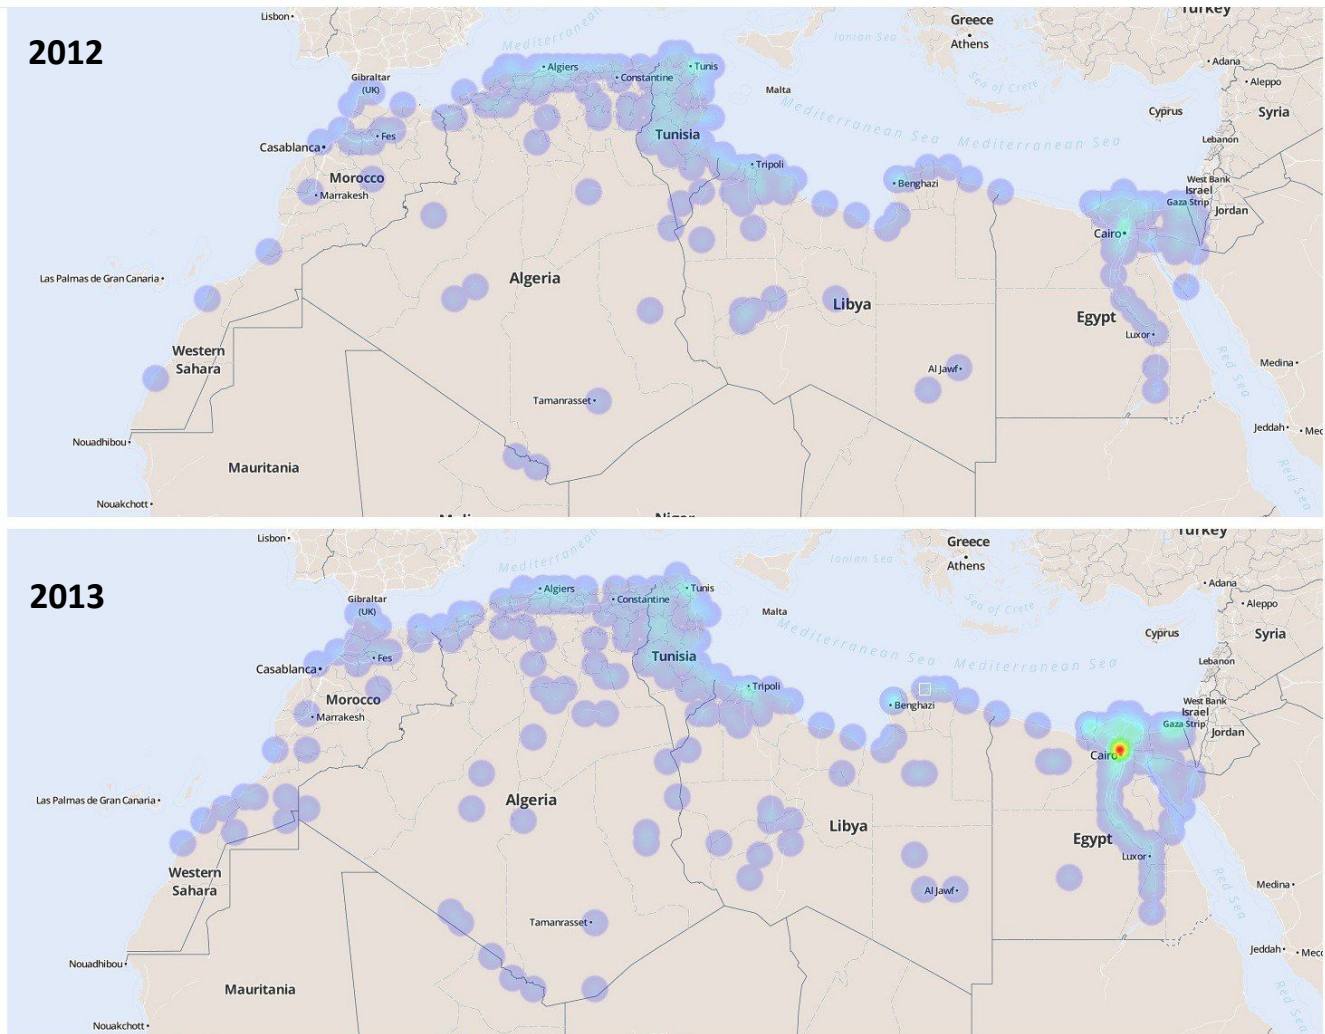 2012
Lisbon
Greece
Athens
Turkey
Adana
Aleppo
Syria
Cyprus
Lebanon
West Bank
Israel
Gaza Strip
Jordan
Mediterranean
Ionian Sea
Sea of Crete
Malta
Mediterranean Sea Mediterranean Sea
Gibraltar
(UK)
Algiers
Constantine
Tunis
Tunisia
Fes
Casablanca
Morocco
Marrakesh
Tripoli
Benghazi
Cairo
Las Palmas de Gran Canaria
Algeria
Libya
Egypt
Luxor
Western
Sahara
Al Jawf
Tamanrasset
Medina
Red Sea
Jeddah
Mec
Red Sea
Nouadhibou
Mauritania
Nouakchott
Mali
Niger
2013
Lisbon
Greece
Athens
Turkey
Adana
Aleppo
Syria
Cyprus
Lebanon
West Bank
Israel
Gaza Strip
Jordan
Mediterranean
Ionian Sea
Sea of Crete
Malta
Mediterranean Sea Mediterranean Sea
Gibraltar
(UK)
Algiers
Constantine
Tunis
Tunisia
Fes
Casablanca
Morocco
Marrakesh
Tripoli
Benghazi
Cairo
Las Palmas de Gran Canaria
Algeria
Libya
Egypt
Luxor
Western
Sahara
Al Jawf
Tamanrasset
Medina
Red Sea
Jeddah
Mecc
Red Sea
Nouadhibou
Mauritania
Nouakchott